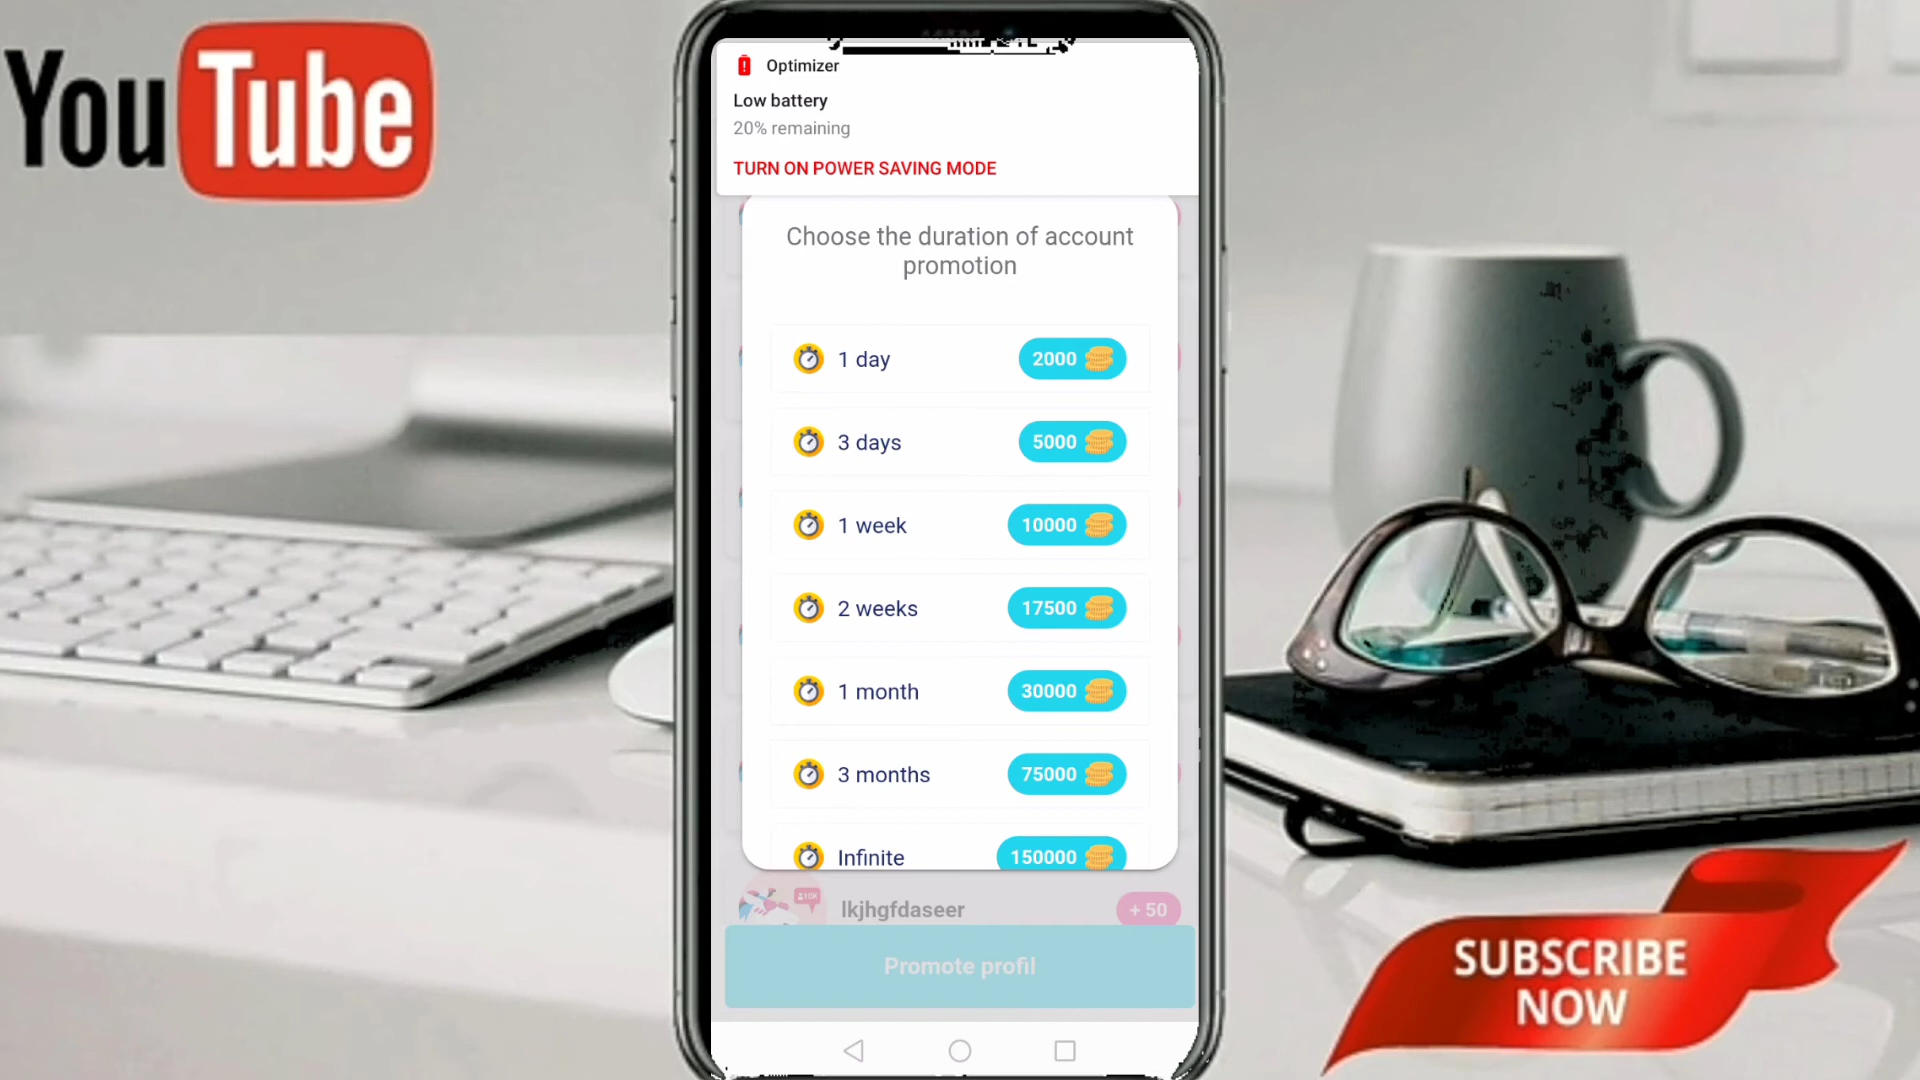 YouTube
Optimizer
Low battery
20% remaining
TURN ON POWER SAVING MODE
Choose the duration of account
promotion
1 day 2000
3 days 5000
1 week 10000
2 weeks 17500
1 month 30000
3 months 75000
Infinite 150000
lkjhgfdaseer +50
Promote profil
SUBSCRIBE
NOW